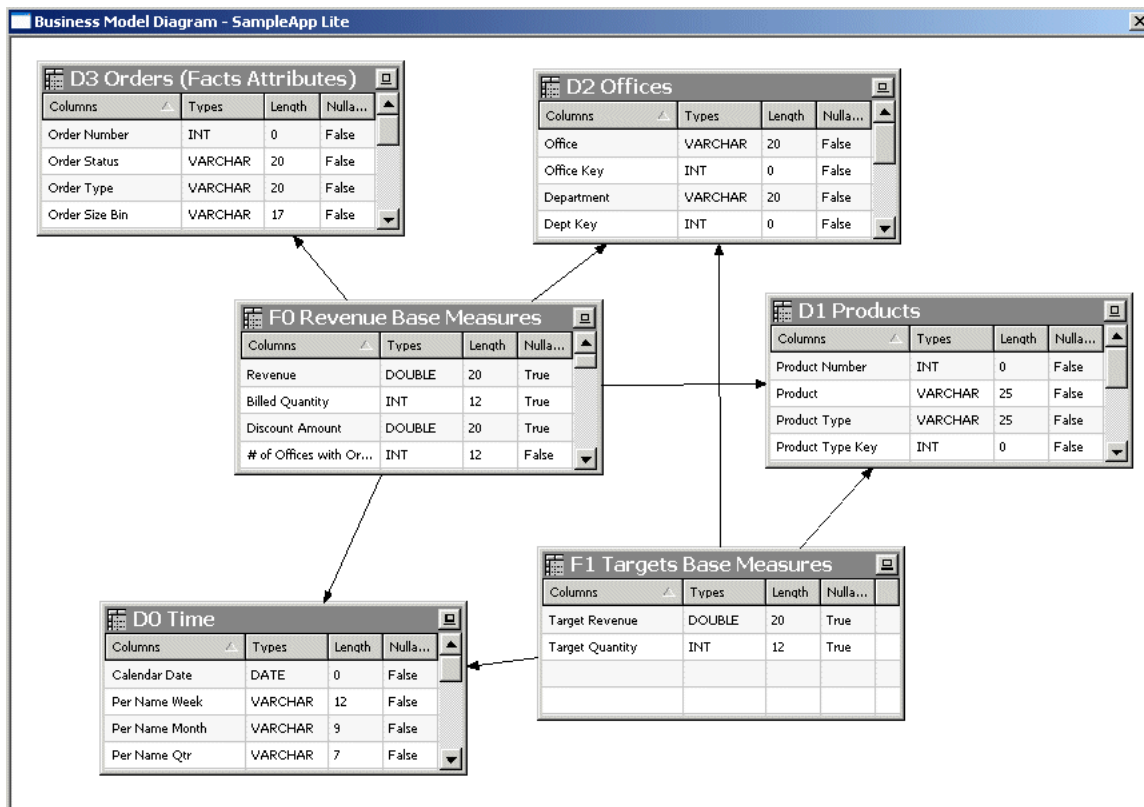 Business Model Diagram - SampleApp Lite
D3 Orders (Facts Attributes)
Columns Types Length Nulla...
Order Number INT 0 False
Order Status VARCHAR 20 False
Order Type VARCHAR 20 False
Order Size Bin VARCHAR 17 False
D2 Offices
Columns Types Length Nulla...
Office VARCHAR 20 False
Office Key INT 0 False
Department VARCHAR 20 False
Dept Key INT 0 False
F0 Revenue Base Measures
Columns Types Length Nulla...
Revenue DOUBLE 20 True
Billed Quantity INT 12 True
Discount Amount DOUBLE 20 True
# of Offices with Or... INT 12 False
D1 Products
Columns Types Length Nulla...
Product Number INT 0 False
Product VARCHAR 25 False
Product Type VARCHAR 25 False
Product Type Key INT 0 False
F1 Targets Base Measures
Columns Types Length Nulla...
Target Revenue DOUBLE 20 True
Target Quantity INT 12 True
D0 Time
Columns Types Length Nulla...
Calendar Date DATE 0 False
Per Name Week VARCHAR 12 False
Per Name Month VARCHAR 9 False
Per Name Qtr VARCHAR 7 False